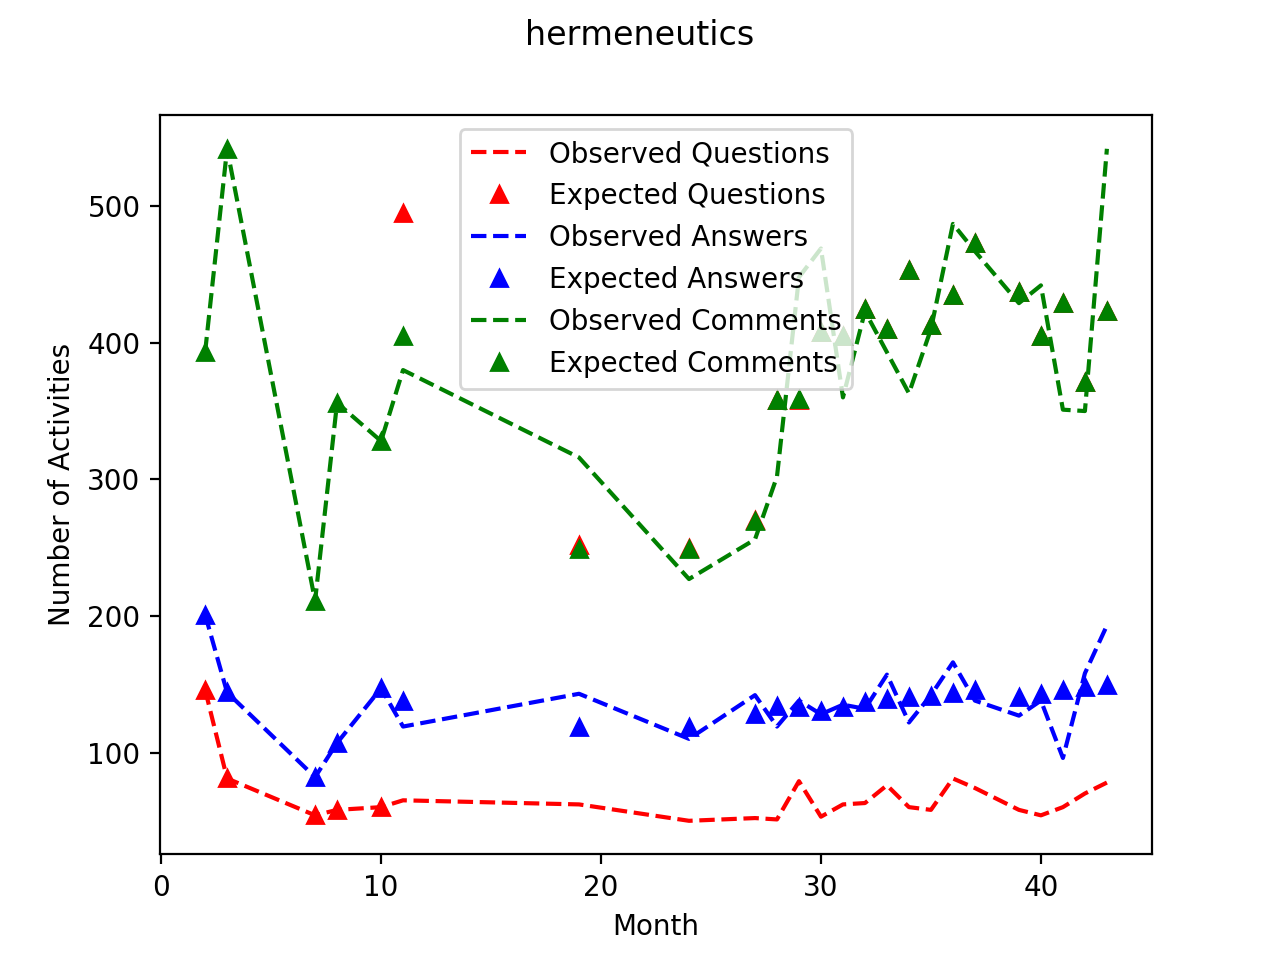 hermeneutics
Observed Questions
Expected Questions
Observed Answers
Expected Answers
Observed Comments
Expected Comments
500
400
300
200
100
Number of Activities
0 10 20 30 40
Month